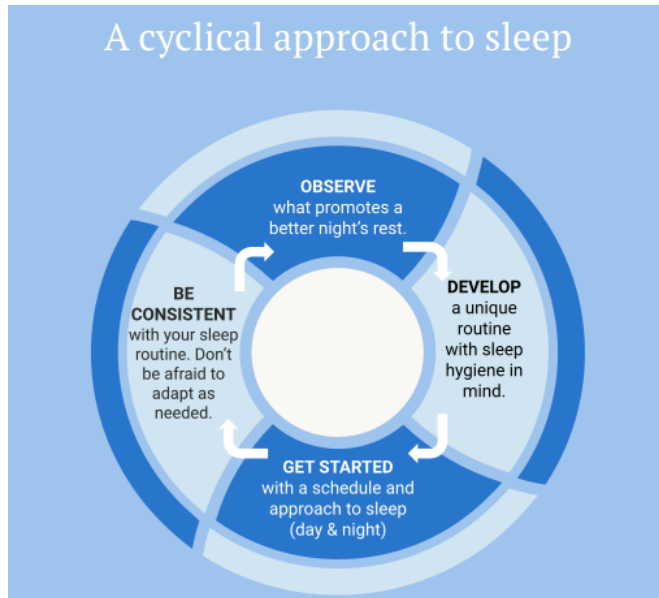 A cyclical approach to sleep
OBSERVE
what promotes a
better night's rest.
DEVELOP
a unique
routine
with sleep
hygiene in
mind.
GET STARTED
with a schedule and
approach to sleep
(day & night)
BE
CONSISTENT
with your sleep
routine. Don't
be afraid to
adapt as
needed.